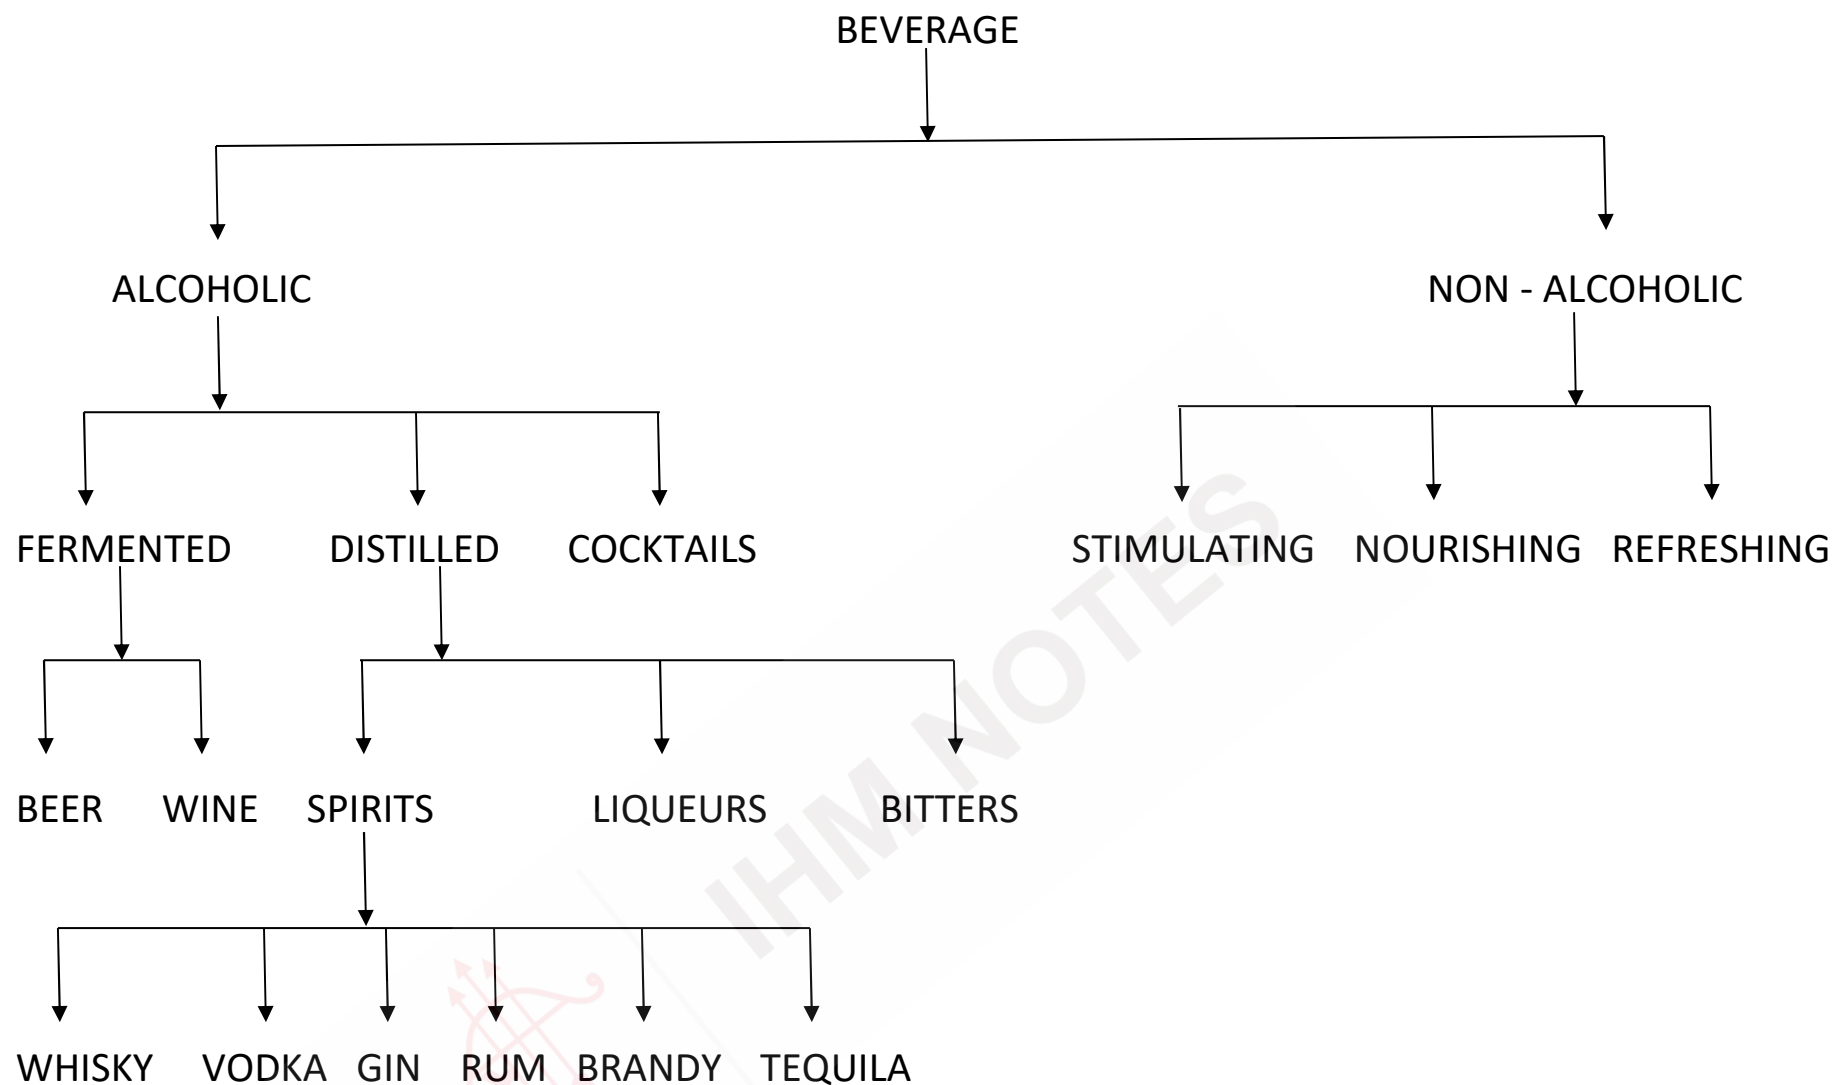 BEVERAGE
ALCOHOLIC NON - ALCOHOLIC
FERMENTED DISTILLED COCKTAILS STIMULATING NOURISHING REFRESHING
BEER WINE SPIRITS LIQUEURS BITTERS
WHISKY VODKA GIN RUM BRANDY TEQUILA
IHM NOTES